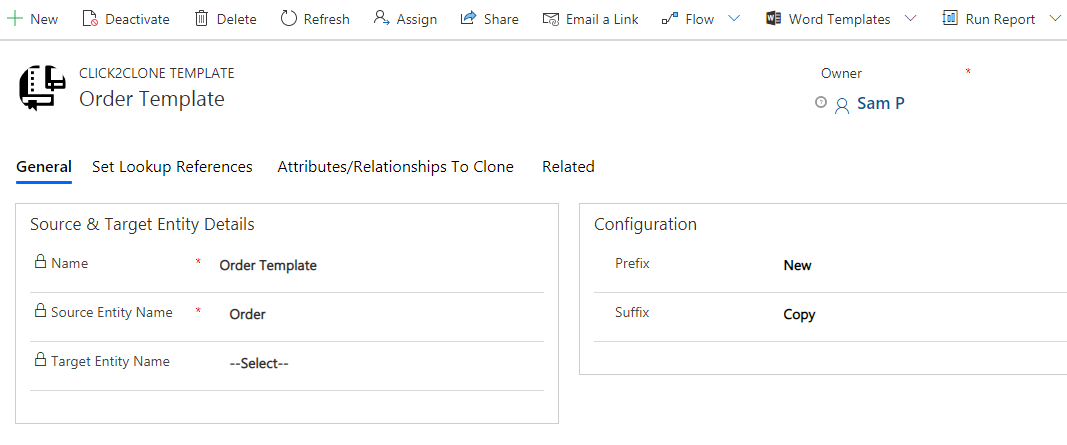 New Deactivate Delete Refresh Assign Share Email a Link Flow Word Templates Run Report
CLICK2CLONE TEMPLATE
Order Template
Owner *
Sam P
General Set Lookup References Attributes/Relationships To Clone Related
Source & Target Entity Details
Name * Order Template
Source Entity Name * Order
Target Entity Name --Select--
Configuration
Prefix New
Suffix Copy